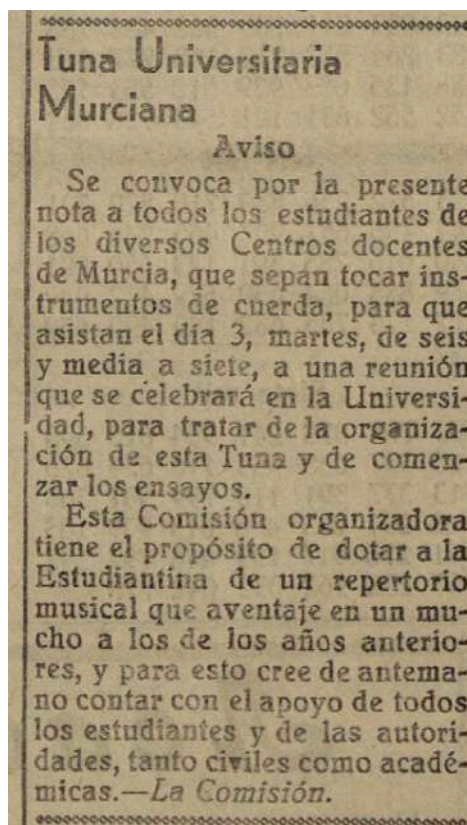 Tuna Universitaria
Murciana
Aviso
Se convoca por la presente
nota a todos los estudiantes de
los diversos Centros docentes
de Murcia, que sepan tocar ins-
trumentos de cuerda, para que
asistan el día 3, martes, de seis
y media a siete, a una reunión
que se celebrará en la Universi-
dad, para tratar de la organiza-
ción de esta Tuna y de comen-
zar los ensayos.
Esta Comisión organizadora
tiene el propósito de dotar a la
Estudiantina de un repertorio
musical que aventaje en un mu-
cho a los de los años anterio-
res, y para esto cree de antema-
no contar con el apoyo de todos
los estudiantes y de las autori-
dades, tanto civiles como acadé-
micas.—La Comisión.